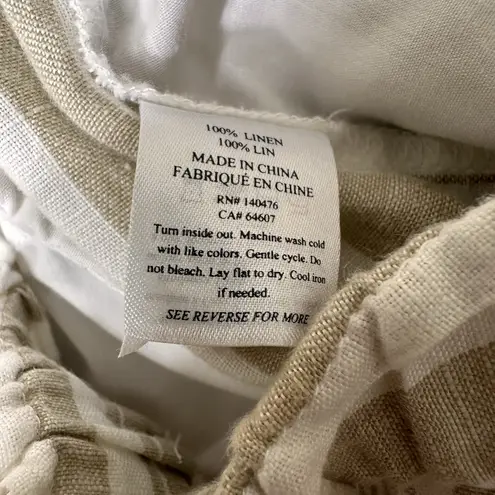 100% LINEN
100% LIN
MADE IN CHINA
FABRIQUÉ EN CHINE
RN# 140476
CA# 64607
Turn inside out. Machine wash cold
with like colors. Gentle cycle. Do
not bleach. Lay flat to dry. Cool iron
if needed.
SEE REVERSE FOR MORE